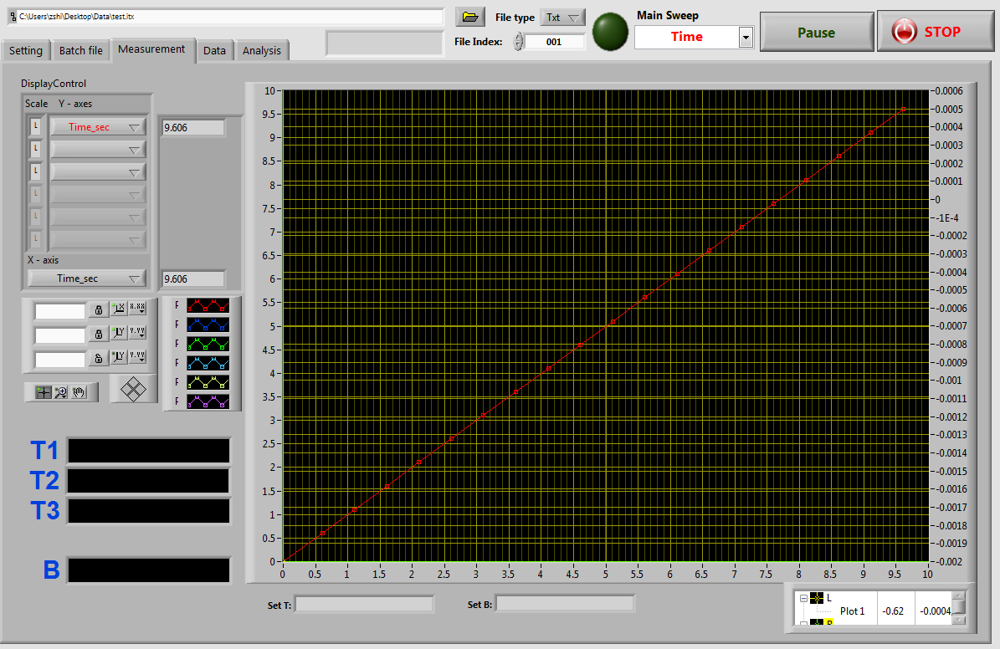 C:\Users\zshi\Desktop\Data\test.itx
File type Txt
Main Sweep
File Index: 001
Time
Pause
STOP
Setting Batch file Measurement Data Analysis
DisplayControl
Scale Y - axes
L Time_sec 9.606
L
L
L
L
L
X - axis
Time_sec 9.606
10
9.5
9
8.5
8
7.5
7
6.5
6
5.5
5
4.5
4
3.5
3
2.5
2
1.5
1
0.5
0
0 0.5 1 1.5 2 2.5 3 3.5 4 4.5 5 5.5 6 6.5 7 7.5 8 8.5 9 9.5 10
0.0006
0.0005
0.0004
0.0003
0.0002
0.0001
0
-1E-4
-0.0002
-0.0003
-0.0004
-0.0005
-0.0006
-0.0007
-0.0008
-0.0009
-0.001
-0.0011
-0.0012
-0.0013
-0.0014
-0.0015
-0.0016
-0.0017
-0.0018
-0.0019
-0.002
X X.XX
Y Y.YY
Y Y.YY
T1
T2
T3
B
Set T:
Set B:
L
Plot 1 -0.62 -0.0004
R